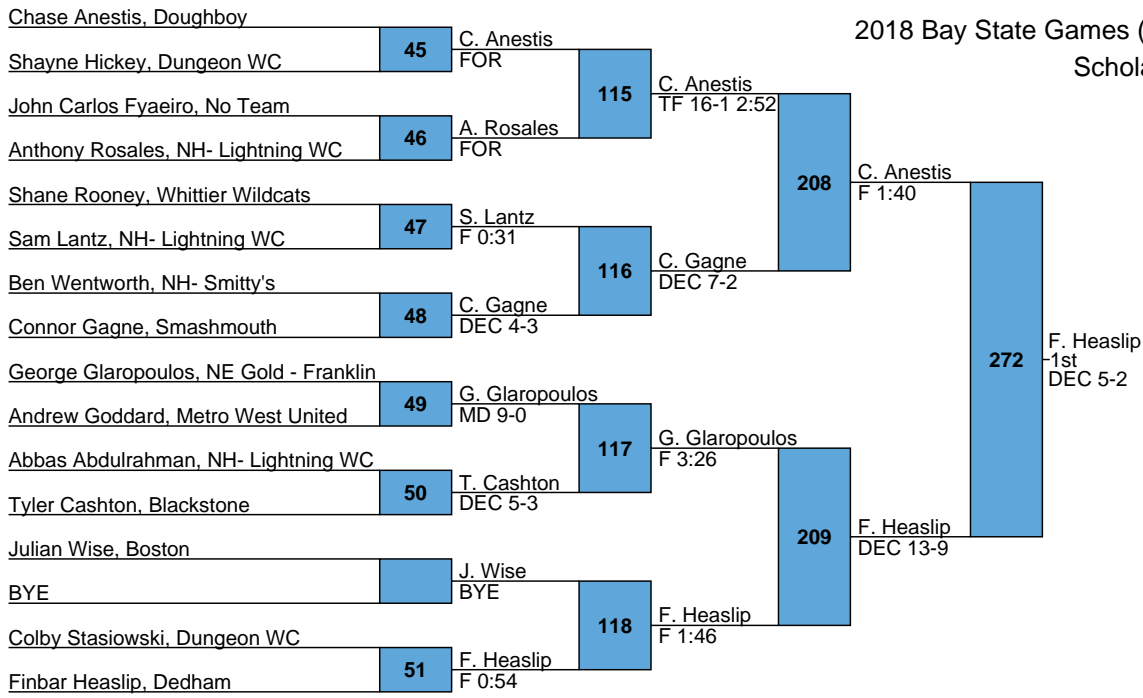 2018 Bay State Games (
Schola
Chase Anestis, Doughboy
Shayne Hickey, Dungeon WC
John Carlos Fyaeiro, No Team
Anthony Rosales, NH- Lightning WC
Shane Rooney, Whittier Wildcats
Sam Lantz, NH- Lightning WC
Ben Wentworth, NH- Smitty's
Connor Gagne, Smashmouth
George Glaropoulos, NE Gold - Franklin
Andrew Goddard, Metro West United
Abbas Abdulrahman, NH- Lightning WC
Tyler Cashton, Blackstone
Julian Wise, Boston
BYE
Colby Stasiowski, Dungeon WC
Finbar Heaslip, Dedham
45
46
47
48
49
50
51
C. Anestis
FOR
A. Rosales
FOR
S. Lantz
F 0:31
C. Gagne
DEC 4-3
G. Glaropoulos
MD 9-0
T. Cashton
DEC 5-3
J. Wise
BYE
F. Heaslip
F 0:54
115
116
117
118
C. Anestis
TF 16-1 2:52
C. Gagne
DEC 7-2
G. Glaropoulos
F 3:26
F. Heaslip
F 1:46
208
209
C. Anestis
F 1:40
F. Heaslip
DEC 13-9
272
F. Heaslip
1st
DEC 5-2